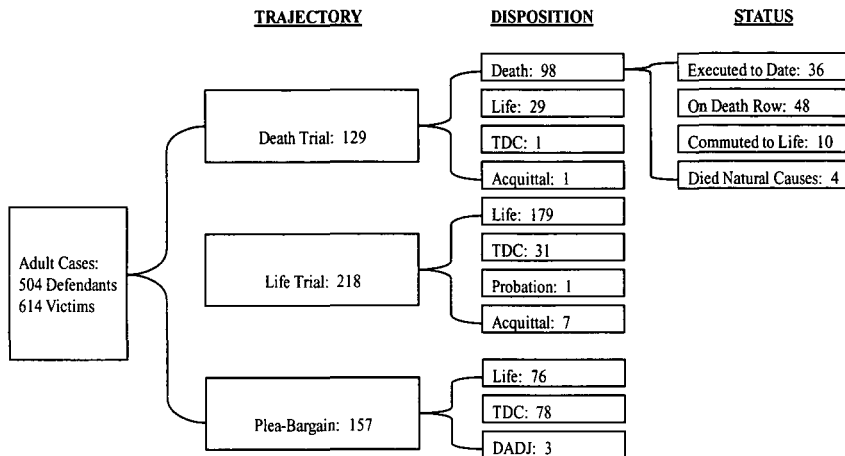 TRAJECTORY
DISPOSITION
STATUS
Adult Cases:
504 Defendants
614 Victims
Death Trial: 129
Death: 98
Life: 29
TDC: 1
Acquittal: 1
Executed to Date: 36
On Death Row: 48
Commuted to Life: 10
Died Natural Causes: 4
Life Trial: 218
Life: 179
TDC: 31
Probation: 1
Acquittal: 7
Plea-Bargain: 157
Life: 76
TDC: 78
DADJ: 3